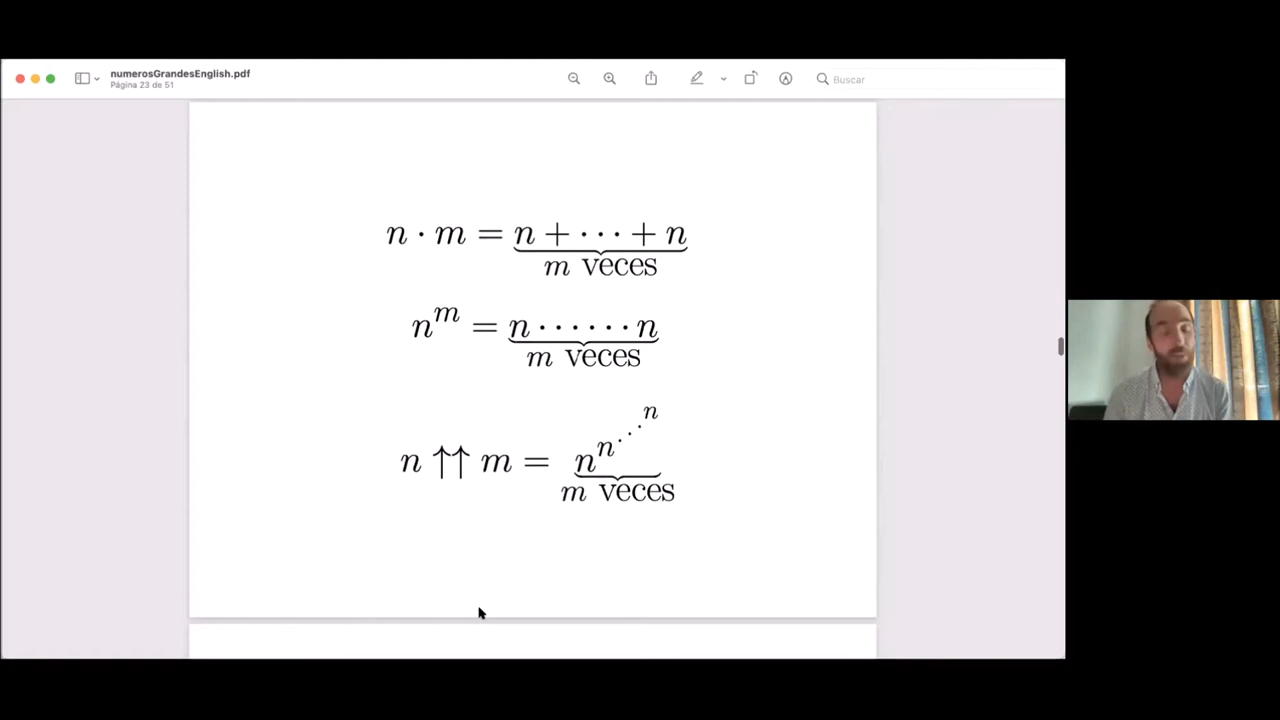 numerosGrandesEnglish.pdf
Página 23 de 51
Buscar
n · m = n + ··· + n
m veces
n^m = n · ····· n
m veces
n ↑↑ m = n^n^⋰^n
m veces